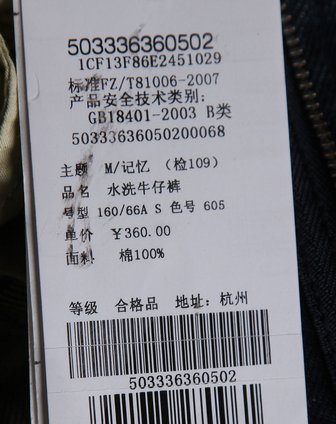 503336360502
1CF13F86E2451029
标准FZ/T81006-2007
产品安全技术类别:
GB18401-2003 B类
50333636050200068
主题 M/记忆 (检109)
品名 水洗牛仔裤
号型 160/66A S 色号 605
单价 ￥360.00
面料 棉100%
等级 合格品 地址: 杭州
503336360502